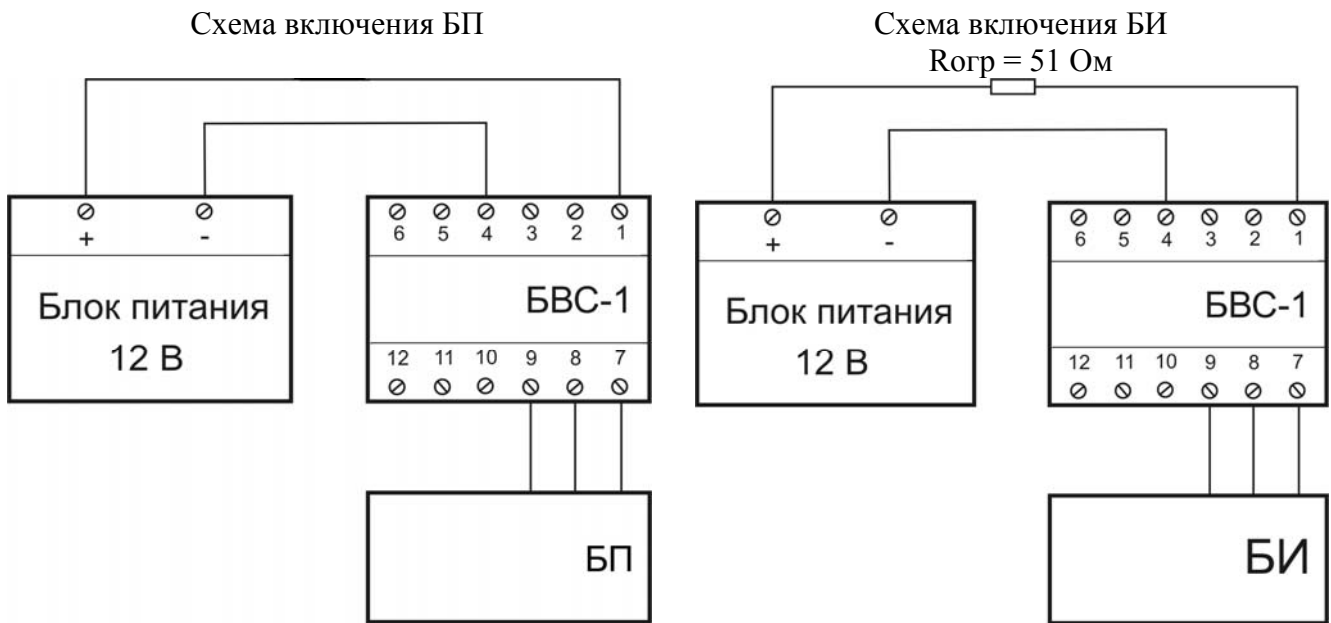 Схема включения БП
6 5 4 3 2 1
+ -
Блок питания
12 В
БВС-1
12 11 10 9 8 7
БП
Схема включения БИ
Rогр = 51 Ом
6 5 4 3 2 1
+ -
Блок питания
12 В
БВС-1
12 11 10 9 8 7
БИ